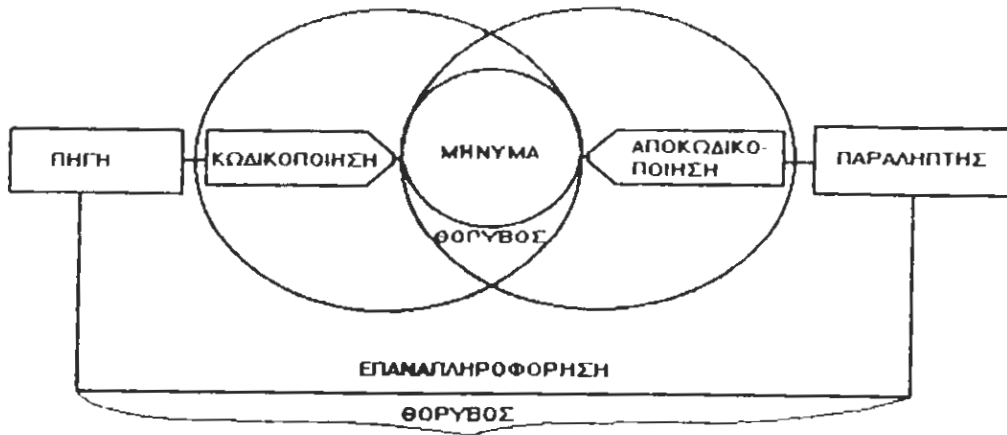 ΠΗΓΗ
ΚΩΔΙΚΟΠΟΙΗΣΗ
ΜΗΝΥΜΑ
ΑΠΟΚΩΔΙΚΟ-
ΠΟΙΗΣΗ
ΠΑΡΑΛΗΠΤΗΣ
ΘΟΡΥΒΟΣ
ΕΠΑΝΑΠΛΗΡΟΦΟΡΗΣΗ
ΘΟΡΥΒΟΣ